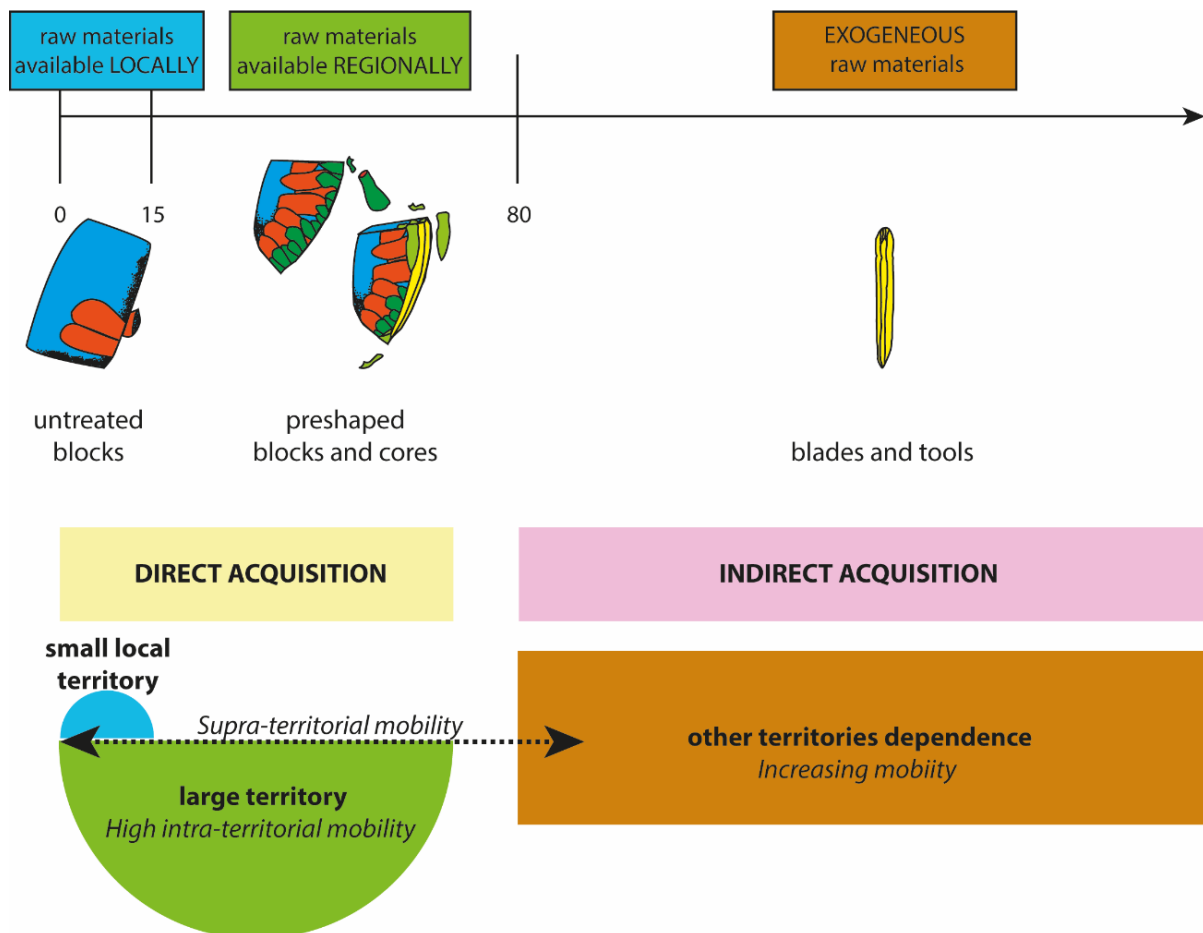 raw materials
available LOCALLY
raw materials
available REGIONALLY
EXOGENEOUS
raw materials
0
15
80
untreated
blocks
preshaped
blocks and cores
blades and tools
DIRECT ACQUISITION
INDIRECT ACQUISITION
small local
territory
Supra-territorial mobility
large territory
High intra-territorial mobility
other territories dependence
Increasing mobiity